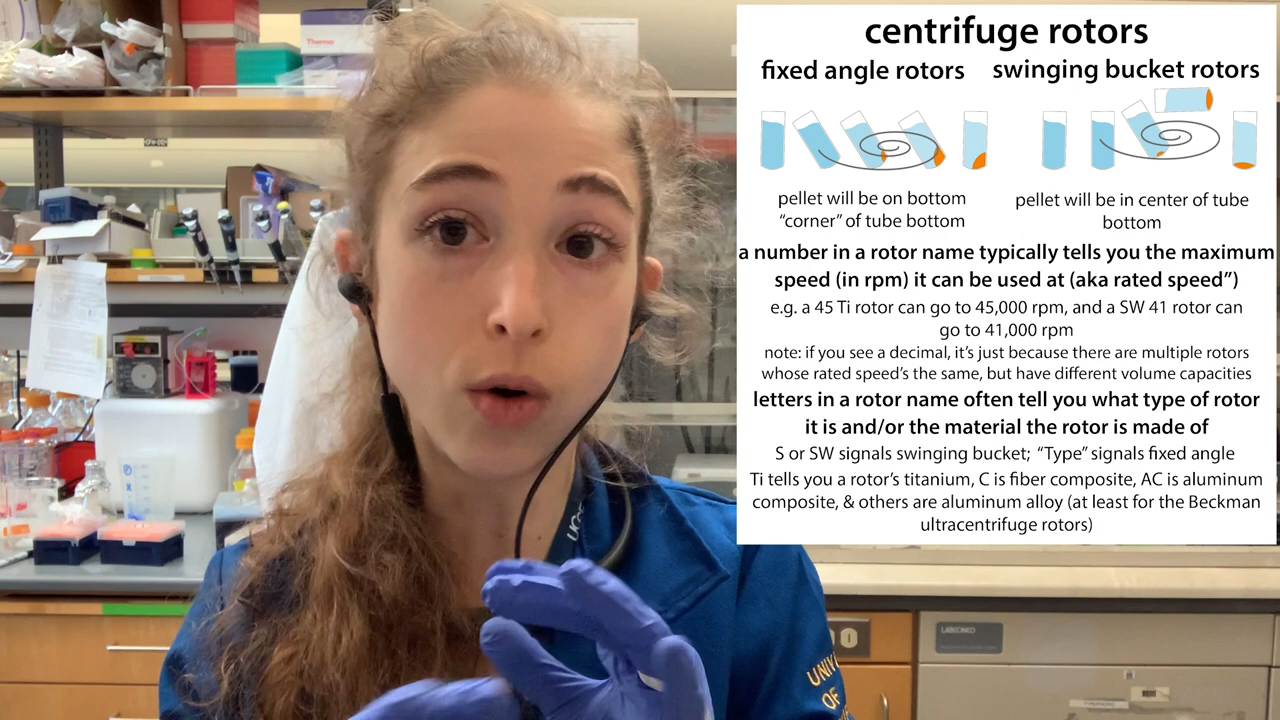 centrifuge rotors
fixed angle rotors
swinging bucket rotors
pellet will be on bottom
“corner” of tube bottom
pellet will be in center of tube
bottom
a number in a rotor name typically tells you the maximum
speed (in rpm) it can be used at (aka rated speed”)
e.g. a 45 Ti rotor can go to 45,000 rpm, and a SW 41 rotor can
go to 41,000 rpm
note: if you see a decimal, it’s just because there are multiple rotors
whose rated speed’s the same, but have different volume capacities
letters in a rotor name often tell you what type of rotor
it is and/or the material the rotor is made of
S or SW signals swinging bucket; “Type” signals fixed angle
Ti tells you a rotor’s titanium, C is fiber composite, AC is aluminum
composite, & others are aluminum alloy (at least for the Beckman
ultracentrifuge rotors)
Thermo
LABCONCO
UNIV
OF